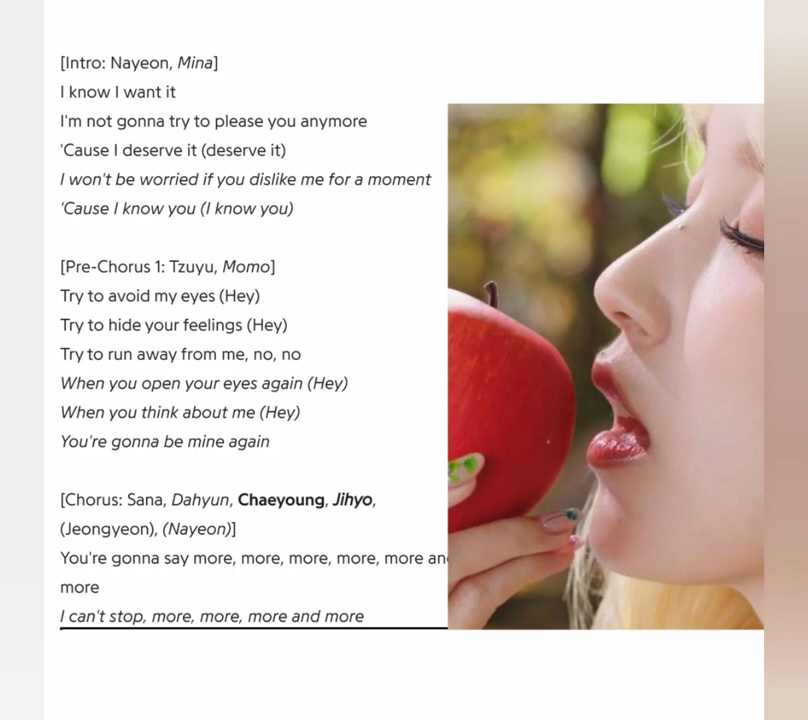 [Intro: Nayeon, Mina]
I know I want it
I'm not gonna try to please you anymore
'Cause I deserve it (deserve it)
I won't be worried if you dislike me for a moment
'Cause I know you (I know you)
[Pre-Chorus 1: Tzuyu, Momo]
Try to avoid my eyes (Hey)
Try to hide your feelings (Hey)
Try to run away from me, no, no
When you open your eyes again (Hey)
When you think about me (Hey)
You're gonna be mine again
[Chorus: Sana, Dahyun, Chaeyoung, Jihyo,
(Jeongyeon), (Nayeon)]
You're gonna say more, more, more, more, more an
more
I can't stop, more, more, more and more